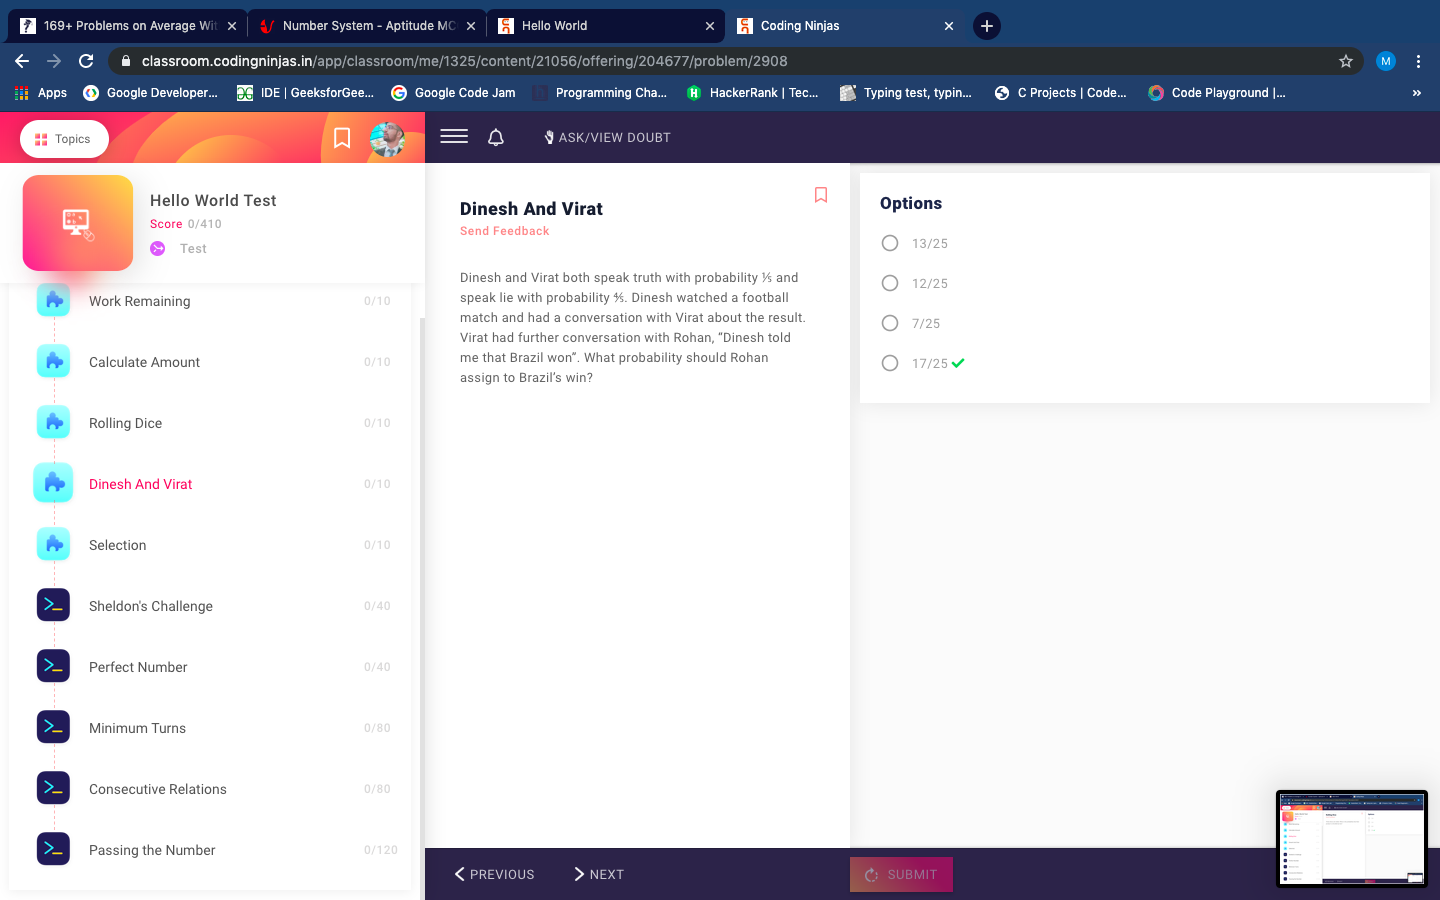 169+ Problems on Average Wit
Number System - Aptitude MC
Hello World
Coding Ninjas
classroom.codingninjas.in/app/classroom/me/1325/content/21056/offering/204677/problem/2908
M
Apps
Google Developer...
IDE | GeeksforGee...
Google Code Jam
Programming Cha...
HackerRank | Tec...
Typing test, typin...
C Projects | Code...
Code Playground |...
»
Topics
ASK/VIEW DOUBT
Hello World Test
Score 0/410
Test
Work Remaining 0/10
Calculate Amount 0/10
Rolling Dice 0/10
Dinesh And Virat 0/10
Selection 0/10
Sheldon's Challenge 0/40
Perfect Number 0/40
Minimum Turns 0/80
Consecutive Relations 0/80
Passing the Number 0/120
Dinesh And Virat
Send Feedback
Dinesh and Virat both speak truth with probability ⅕ and
speak lie with probability ⅘. Dinesh watched a football
match and had a conversation with Virat about the result.
Virat had further conversation with Rohan, “Dinesh told
me that Brazil won”. What probability should Rohan
assign to Brazil’s win?
Options
13/25
12/25
7/25
17/25
PREVIOUS
NEXT
SUBMIT